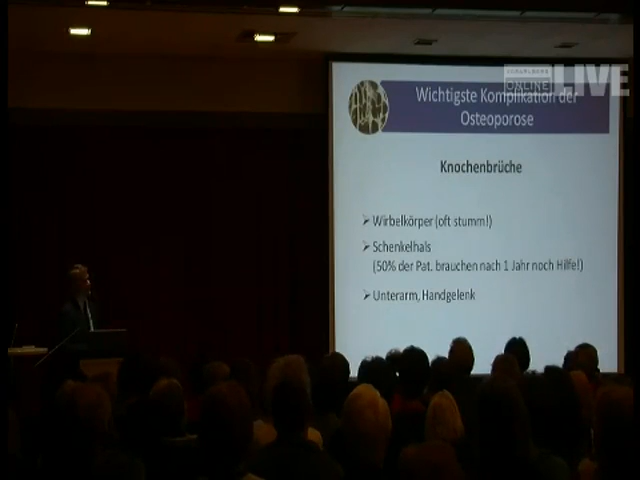 VORARLBERG
ONLINE LIVE
Wichtigste Komplikation der
Osteoporose
Knochenbrüche
➢ Wirbelkörper (oft stumm!)
➢ Schenkelhals
(50% der Pat. brauchen nach 1 Jahr noch Hilfe!)
➢ Unterarm, Handgelenk